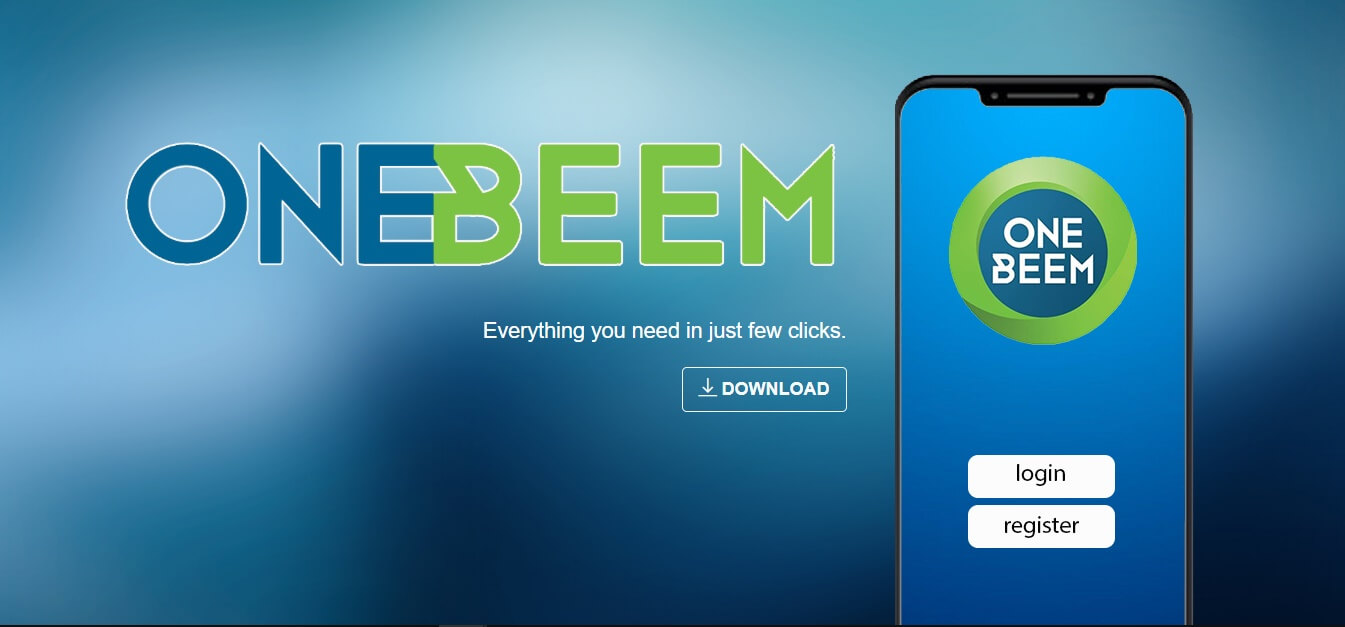 ONEBEEM
Everything you need in just few clicks.
DOWNLOAD
ONE
BEEM
login
register